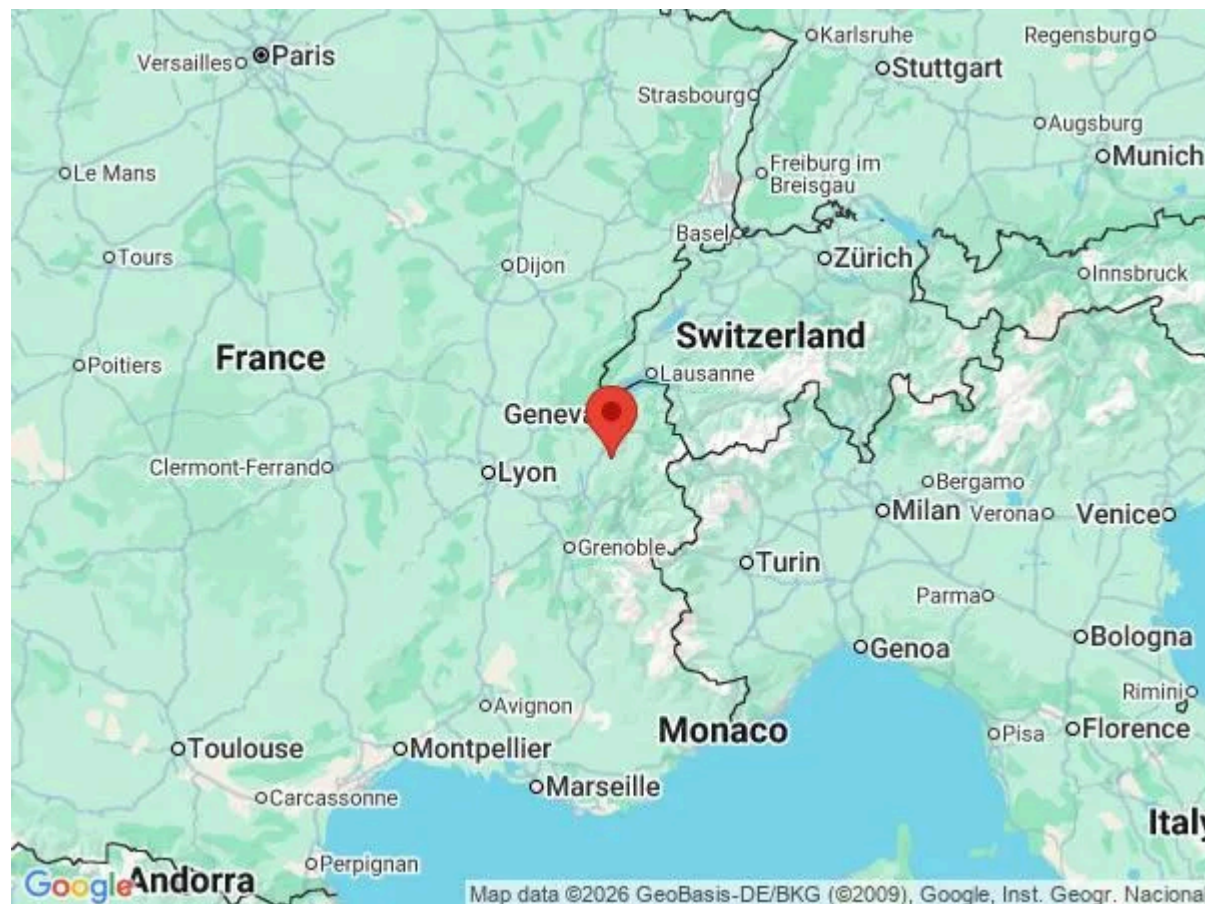 Karlsruhe
Regensburg
Paris
Versailles
Stuttgart
Strasbourg
Augsburg
Munich
Le Mans
Freiburg im
Breisgau
Basel
Tours
Dijon
Zürich
Innsbruck
Switzerland
France
Poitiers
Lausanne
Geneva
Clermont-Ferrand
Lyon
Bergamo
Milan
Verona
Venice
Grenoble
Turin
Parma
Bologna
Genoa
Rimini
Avignon
Monaco
Pisa
Florence
Toulouse
Montpellier
Marseille
Carcassonne
Italy
Perpignan
Andorra
Google
Map data ©2026 GeoBasis-DE/BKG (©2009), Google, Inst. Geogr. Nacional